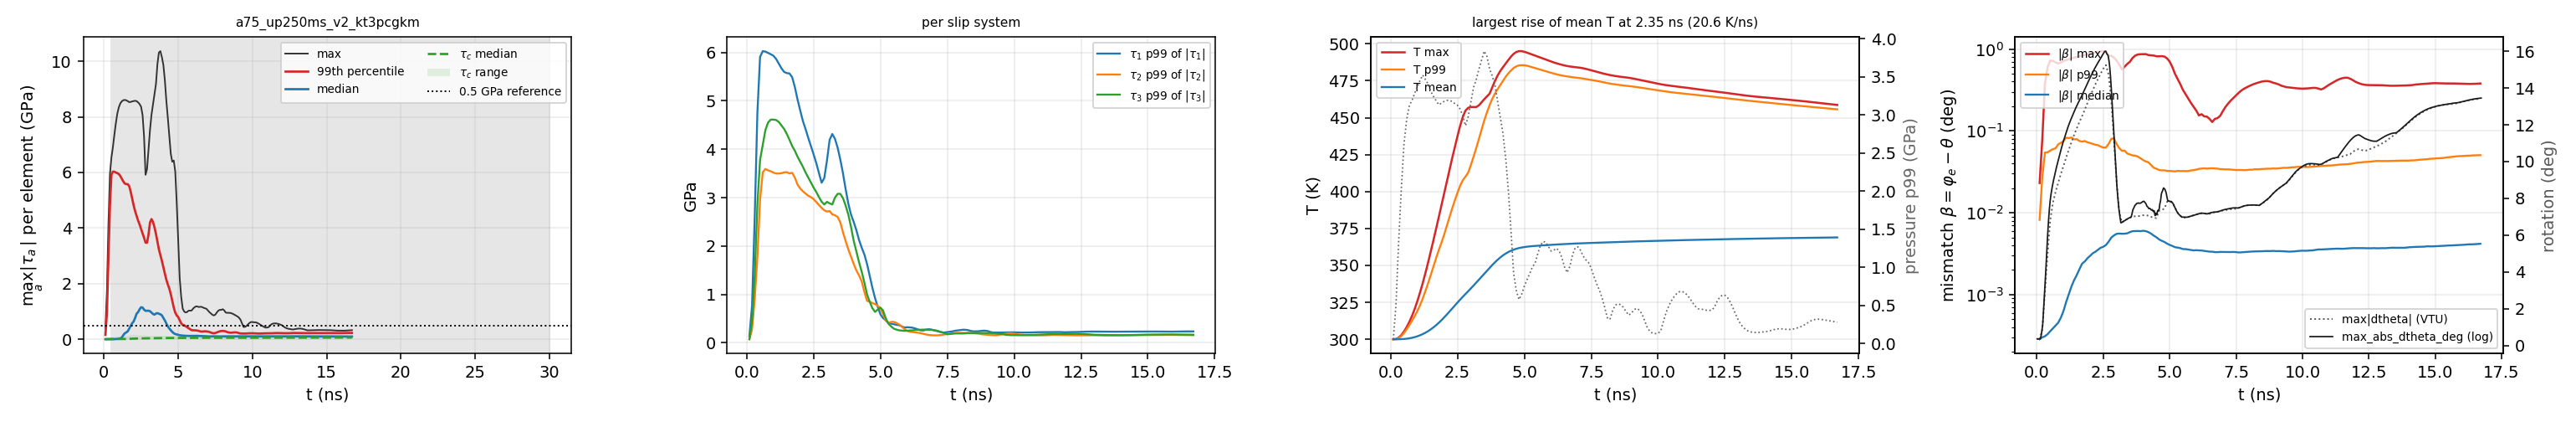 a75_up250ms_v2_kt3pcgkm
max_a|τ_a| per element (GPa)
max
99th percentile
median
τ_c median
τ_c range
0.5 GPa reference
10
8
6
4
2
0
0 5 10 15 20 25 30
t (ns)
per slip system
GPa
τ₁ p99 of |τ₁|
τ₂ p99 of |τ₂|
τ₃ p99 of |τ₃|
6
5
4
3
2
1
0
0.0 2.5 5.0 7.5 10.0 12.5 15.0 17.5
t (ns)
largest rise of mean T at 2.35 ns (20.6 K/ns)
T (K)
T max
T p99
T mean
500
475
450
425
400
375
350
325
300
4.0
3.5
3.0
2.5
2.0
1.5
1.0
0.5
0.0
pressure p99 (GPa)
0.0 2.5 5.0 7.5 10.0 12.5 15.0 17.5
t (ns)
mismatch β = φ_e − θ (deg)
|β| max
|β| p99
|β| median
10⁰
10⁻¹
10⁻²
10⁻³
16
14
12
10
8
6
4
2
0
rotation (deg)
max|dtheta| (VTU)
max_abs_dtheta_deg (log)
0.0 2.5 5.0 7.5 10.0 12.5 15.0 17.5
t (ns)